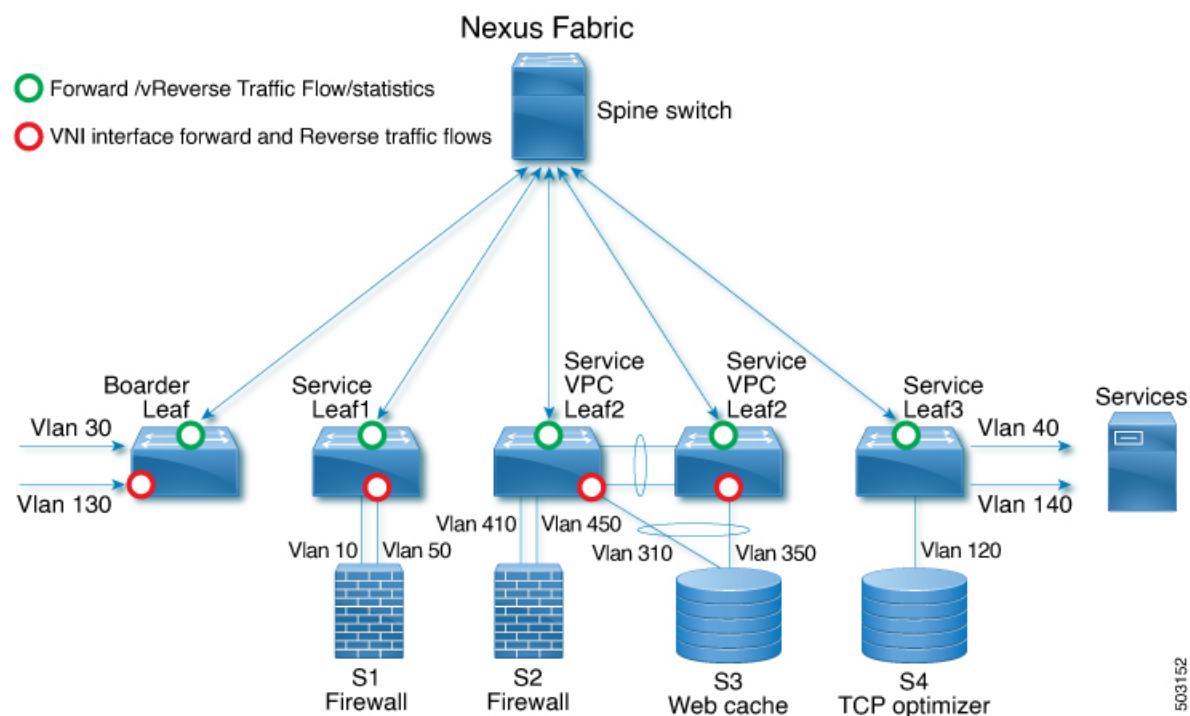 Nexus Fabric
Forward /vReverse Traffic Flow/statistics
VNI interface forward and Reverse traffic flows
Spine switch
Boarder
Leaf
Service
Leaf1
Service
VPC
Leaf2
Service
VPC
Leaf2
Service
Leaf3
Services
Vlan 30
Vlan 130
Vlan 40
Vlan 140
Vlan 10
Vlan 50
Vlan 410
Vlan 450
Vlan 310
Vlan 350
Vlan 120
S1
Firewall
S2
Firewall
S3
Web cache
S4
TCP optimizer
503152